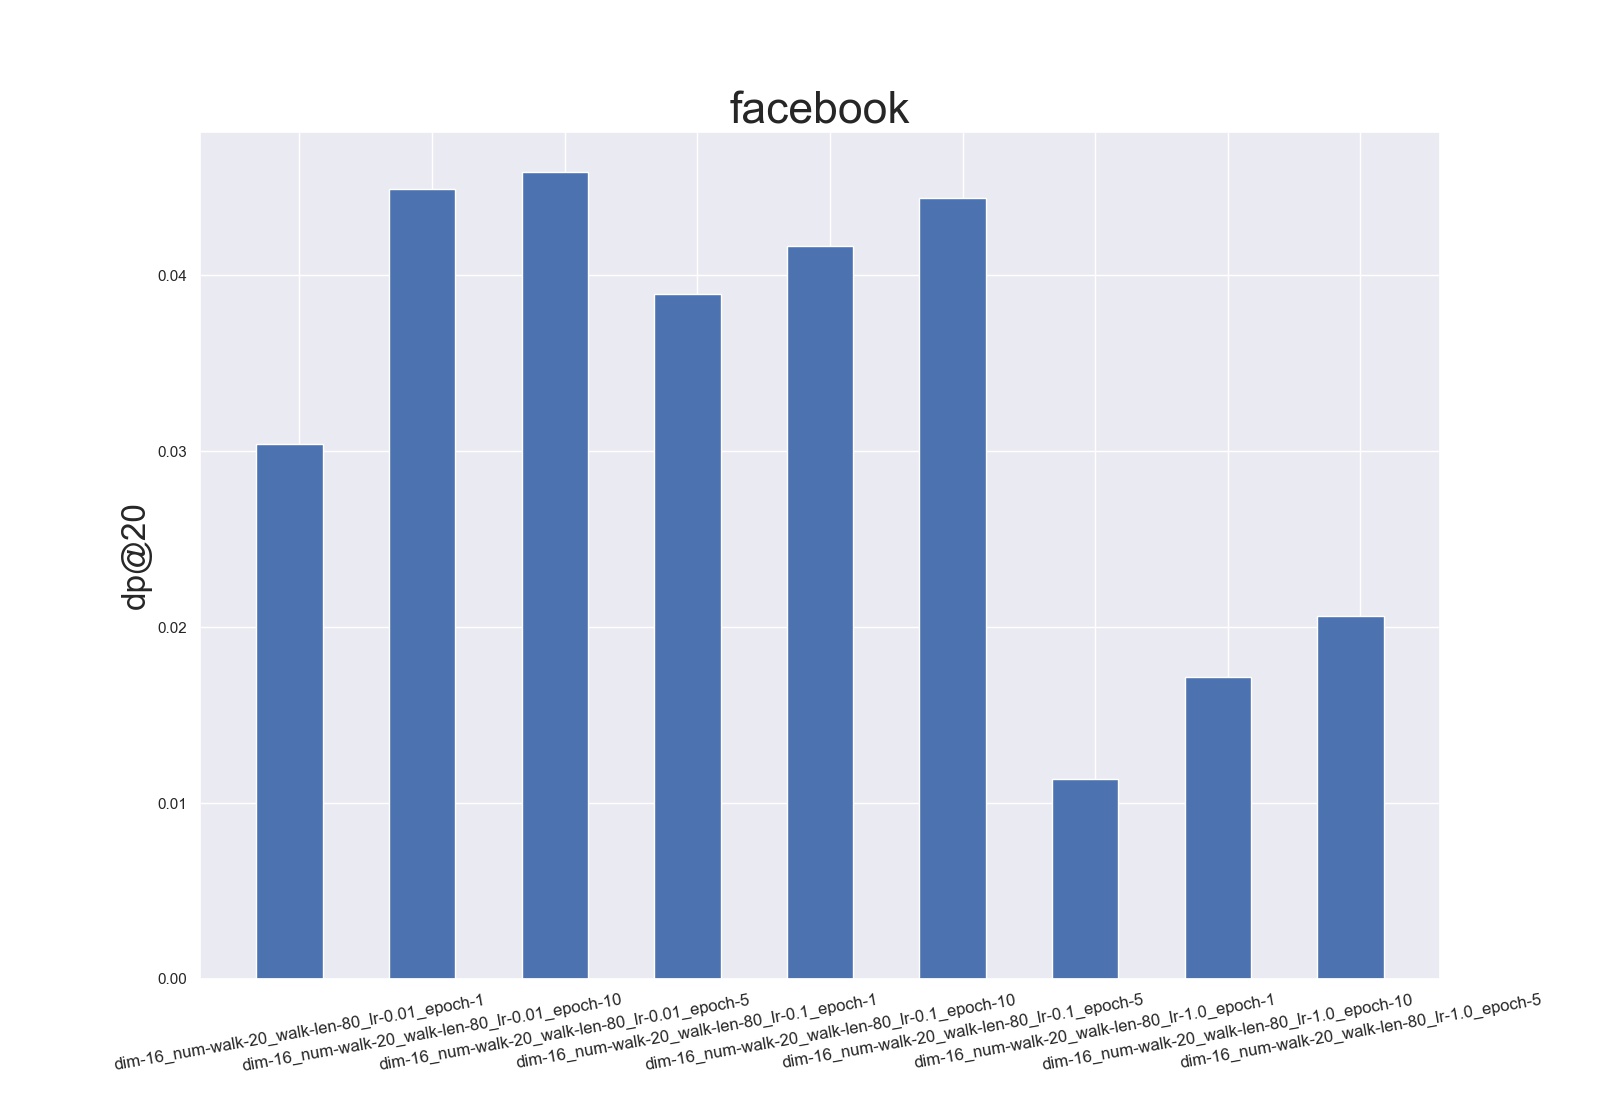 facebook
dp@20
0.04
0.03
0.02
0.01
0.00
dim-16_num-walk-20_walk-len-80_lr-0.01_epoch-1
dim-16_num-walk-20_walk-len-80_lr-0.01_epoch-10
dim-16_num-walk-20_walk-len-80_lr-0.01_epoch-5
dim-16_num-walk-20_walk-len-80_lr-0.1_epoch-1
dim-16_num-walk-20_walk-len-80_lr-0.1_epoch-10
dim-16_num-walk-20_walk-len-80_lr-0.1_epoch-5
dim-16_num-walk-20_walk-len-80_lr-1.0_epoch-1
dim-16_num-walk-20_walk-len-80_lr-1.0_epoch-10
dim-16_num-walk-20_walk-len-80_lr-1.0_epoch-5